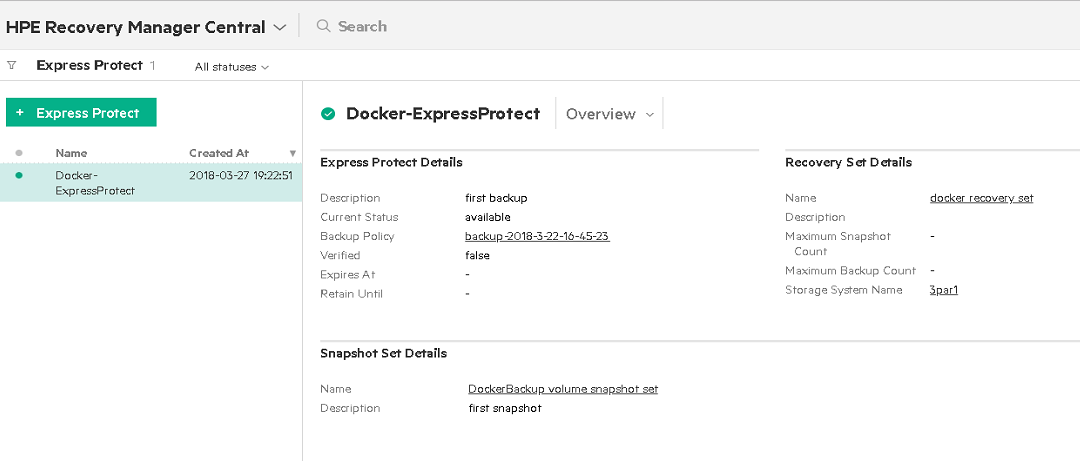 HPE Recovery Manager Central
Search
Express Protect 1
All statuses
+ Express Protect
Name Created At
Docker-
ExpressProtect
2018-03-27 19:22:51
Docker-ExpressProtect
Overview
Express Protect Details
Description first backup
Current Status available
Backup Policy backup-2018-3-22-16-45-23
Verified false
Expires At -
Retain Until -
Recovery Set Details
Name docker recovery set
Description
Maximum Snapshot
Count
-
Maximum Backup Count -
Storage System Name 3par1
Snapshot Set Details
Name DockerBackup volume snapshot set
Description first snapshot